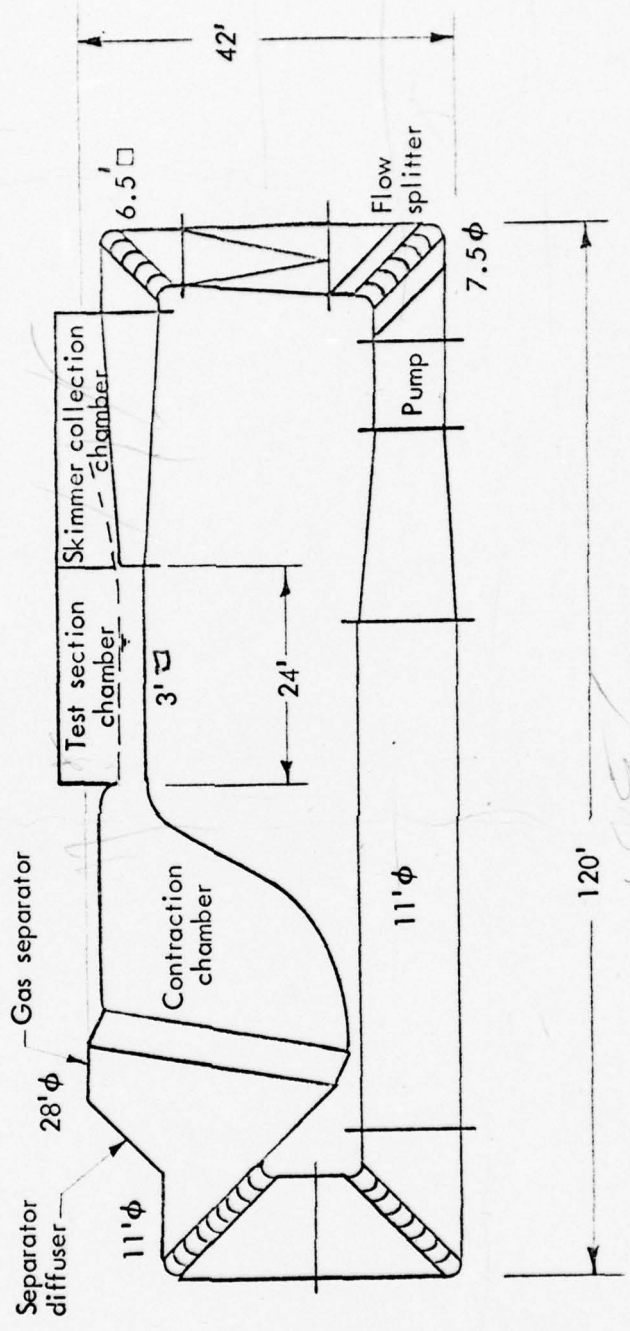 Separator
diffuser
11'ϕ
28'ϕ
Gas separator
Contraction
chamber
Test section
chamber
Skimmer collection
chamber
3'□
24'
6.5'□
42'
Flow
splitter
7.5ϕ
Pump
11'ϕ
120'